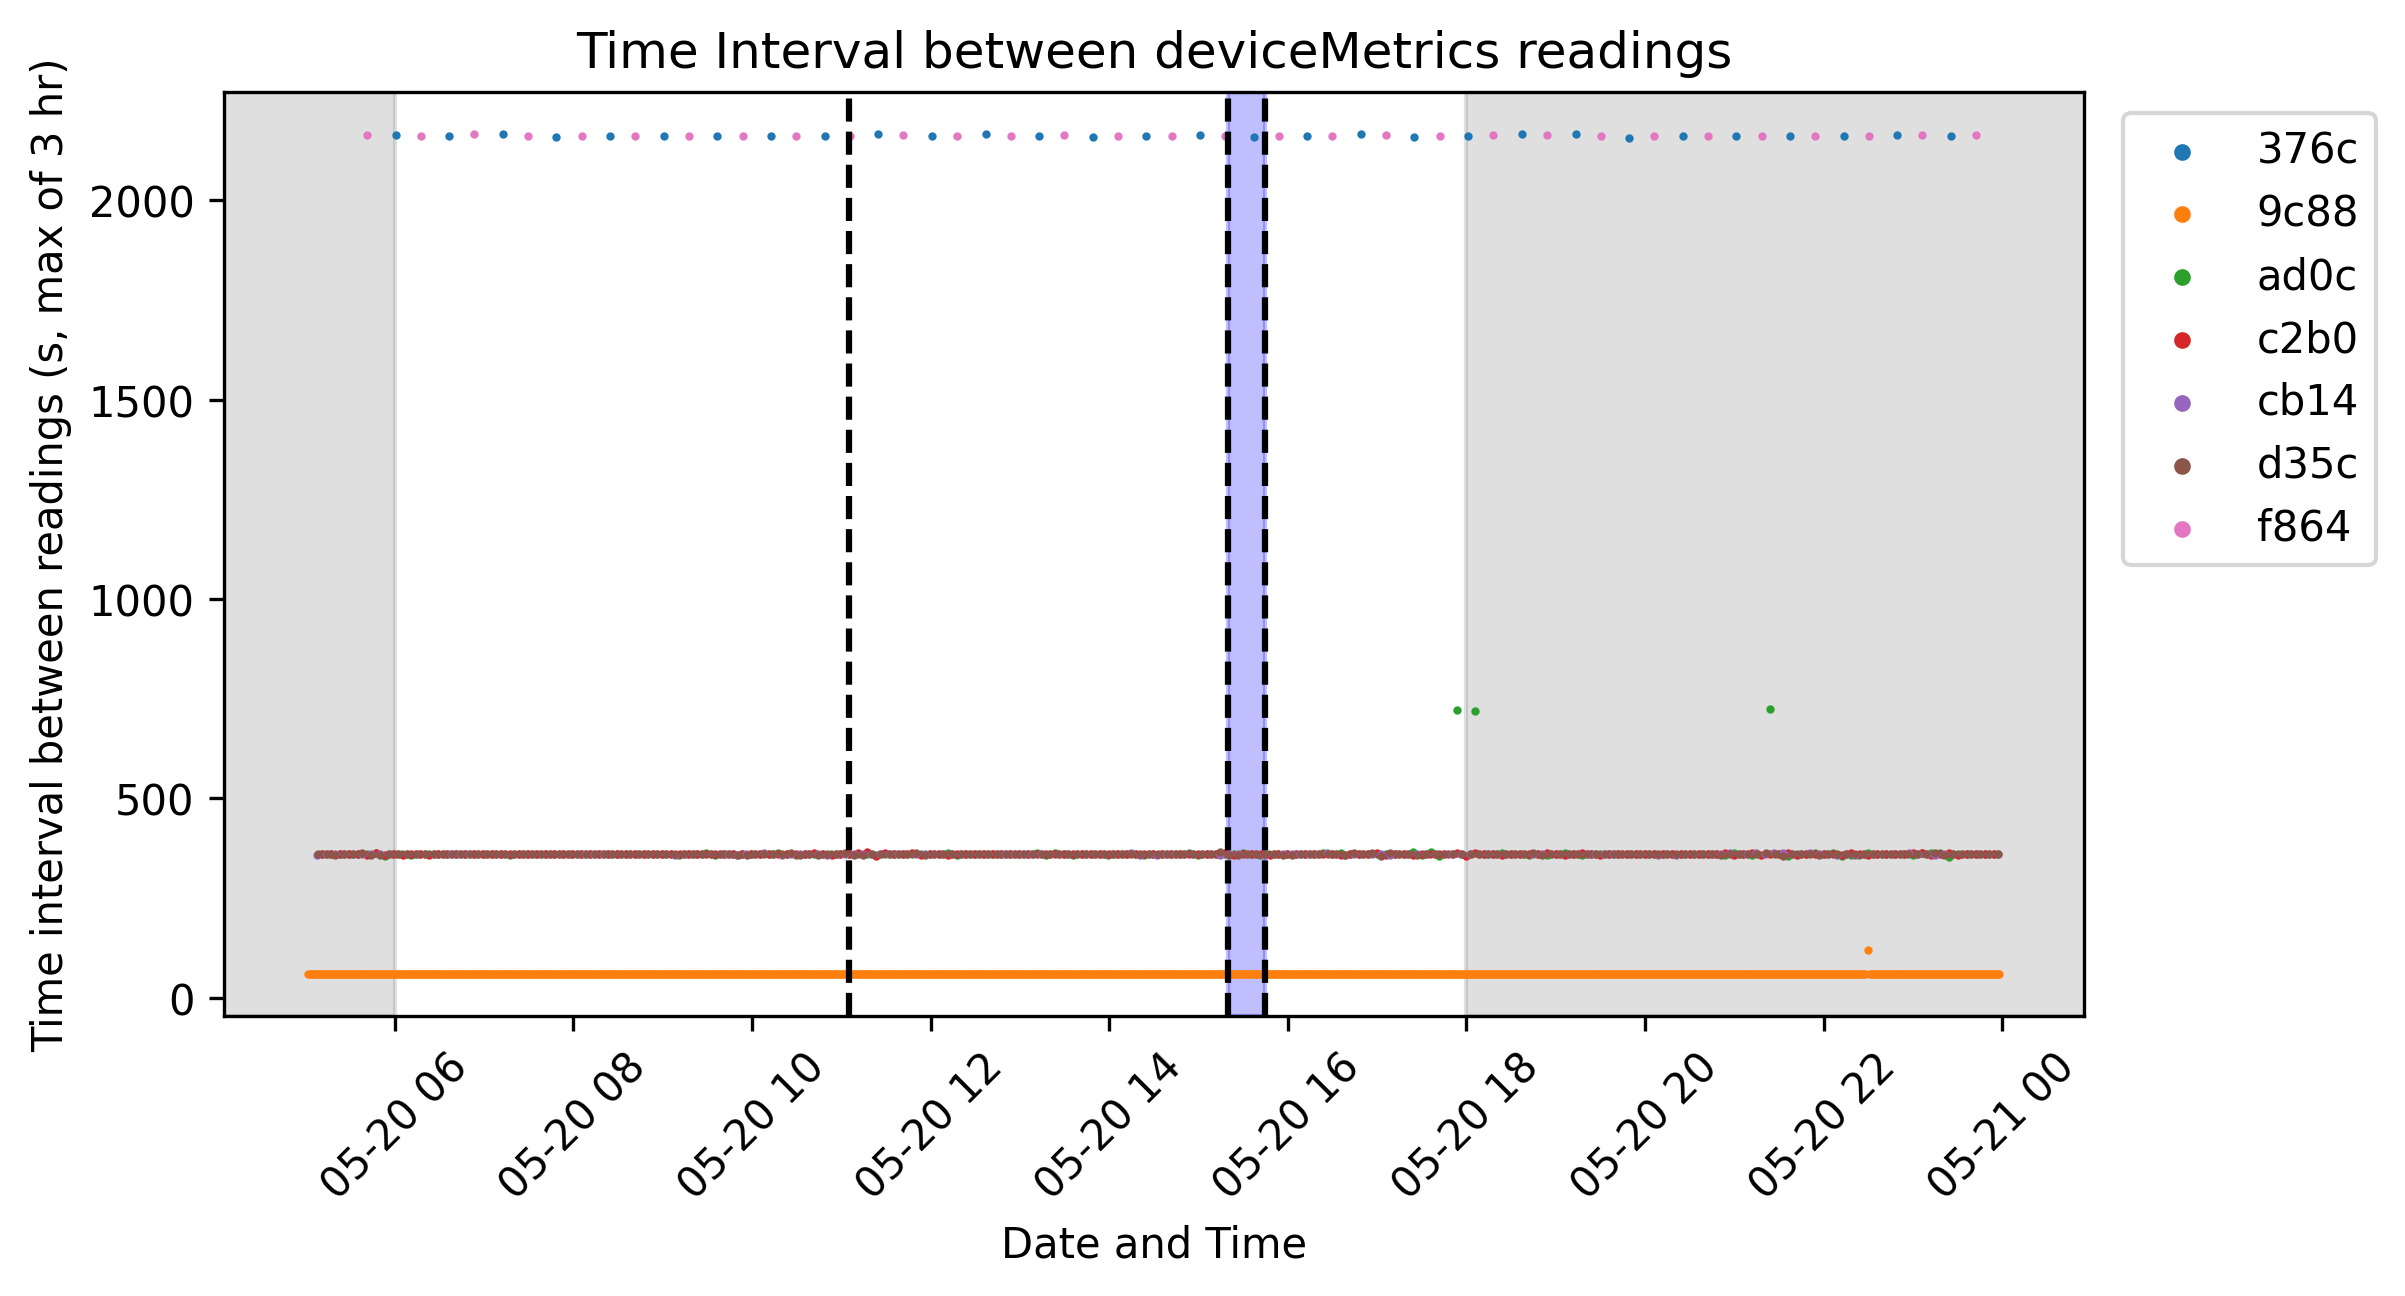 Time Interval between deviceMetrics readings
Time interval between readings (s, max of 3 hr)
2000
1500
1000
500
0
05-20 06
05-20 08
05-20 10
05-20 12
05-20 14
05-20 16
05-20 18
05-20 20
05-20 22
05-21 00
Date and Time
376c
9c88
ad0c
c2b0
cb14
d35c
f864